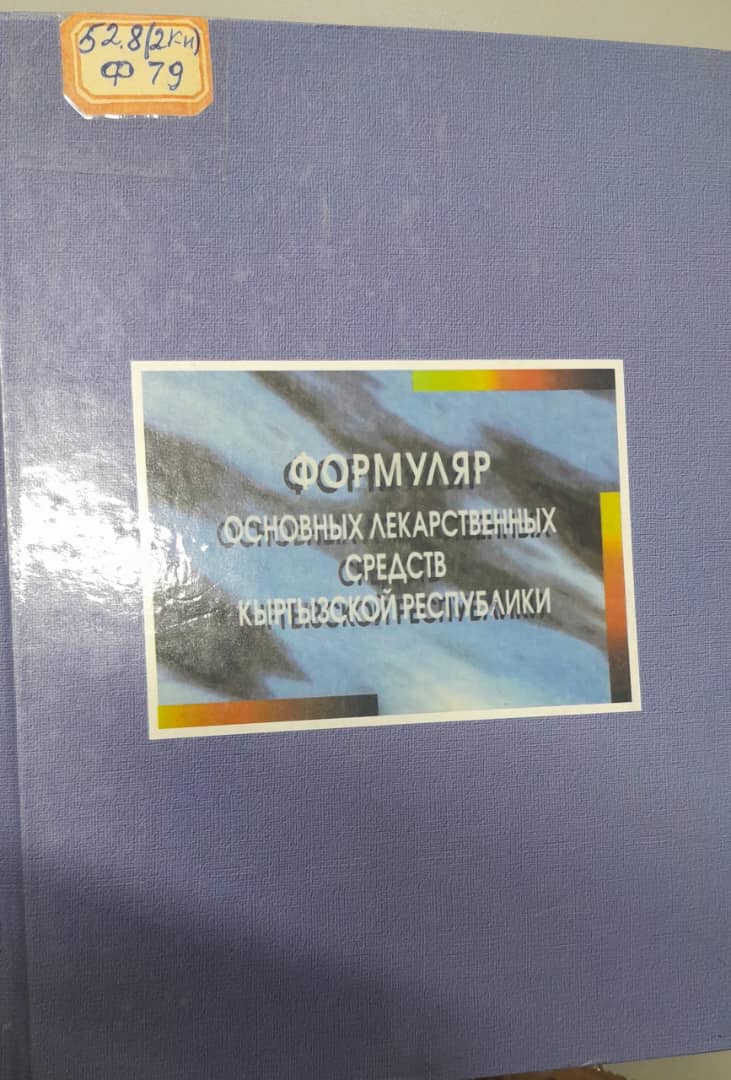 52.8(2Ки)
Ф 79
ФОРМУЛЯР
ОСНОВНЫХ ЛЕКАРСТВЕННЫХ
СРЕДСТВ
КЫРГЫЗСКОЙ РЕСПУБЛИКИ